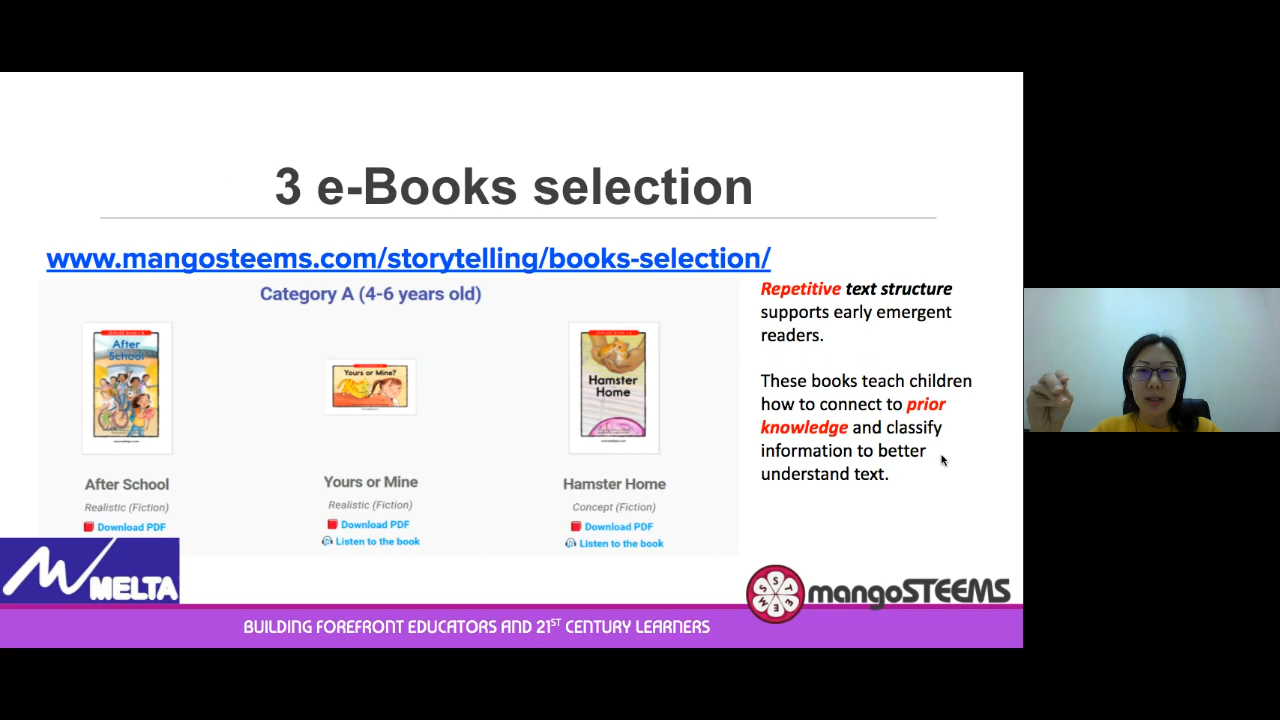 3 e-Books selection
www.mangosteems.com/storytelling/books-selection/
Category A (4-6 years old)
After
School
Yours or Mine?
Hamster
Home
After School
Realistic (Fiction)
Download PDF
Yours or Mine
Realistic (Fiction)
Download PDF
Listen to the book
Hamster Home
Concept (Fiction)
Download PDF
Listen to the book
Repetitive text structure
supports early emergent
readers.
These books teach children
how to connect to prior
knowledge and classify
information to better
understand text.
MELTA
STEEMS
mangoSTEEMS
BUILDING FOREFRONT EDUCATORS AND 21ST CENTURY LEARNERS